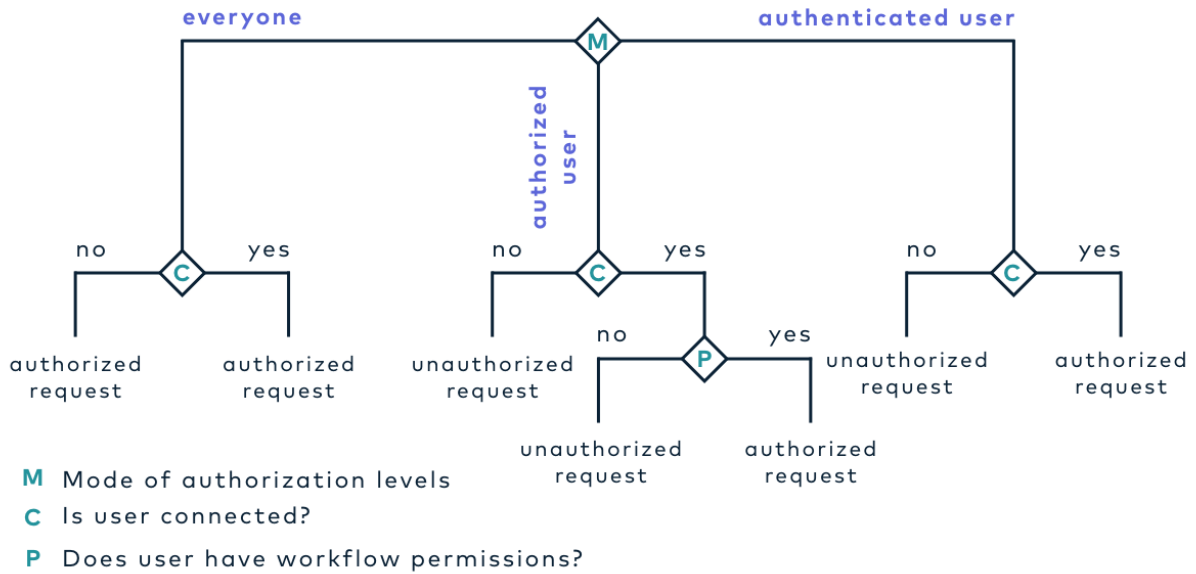 everyone
authenticated user
M
authorized
user
no
yes
no
yes
no
yes
C
C
C
no
yes
P
authorized
request
authorized
request
unauthorized
request
unauthorized
request
authorized
request
unauthorized
request
authorized
request
M Mode of authorization levels
C Is user connected?
P Does user have workflow permissions?